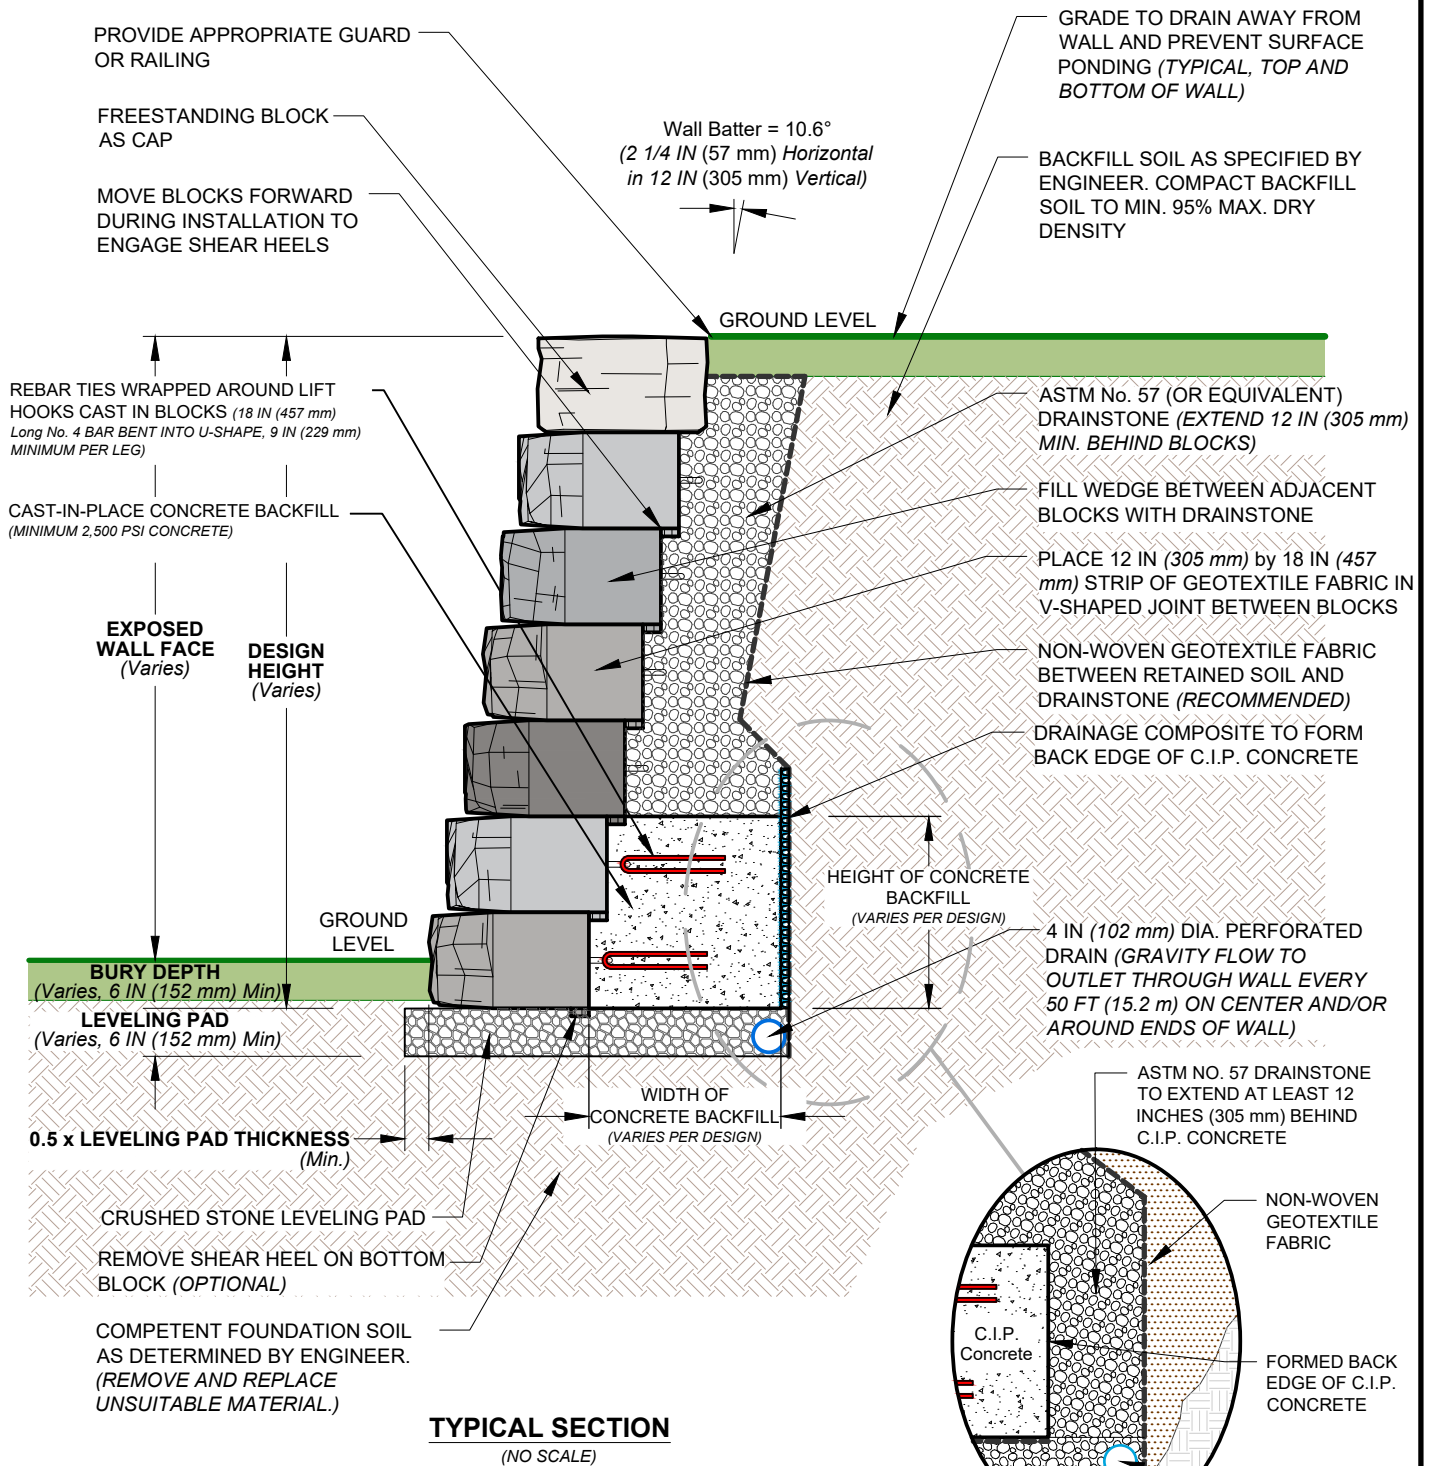 PROVIDE APPROPRIATE GUARD
OR RAILING
FREESTANDING BLOCK
AS CAP
MOVE BLOCKS FORWARD
DURING INSTALLATION TO
ENGAGE SHEAR HEELS
Wall Batter = 10.6°
(2 1/4 IN (57 mm) Horizontal
in 12 IN (305 mm) Vertical)
GRADE TO DRAIN AWAY FROM
WALL AND PREVENT SURFACE
PONDING (TYPICAL, TOP AND
BOTTOM OF WALL)
BACKFILL SOIL AS SPECIFIED BY
ENGINEER. COMPACT BACKFILL
SOIL TO MIN. 95% MAX. DRY
DENSITY
GROUND LEVEL
REBAR TIES WRAPPED AROUND LIFT
HOOKS CAST IN BLOCKS (18 IN (457 mm)
Long No. 4 BAR BENT INTO U-SHAPE, 9 IN (229 mm)
MINIMUM PER LEG)
CAST-IN-PLACE CONCRETE BACKFILL
(MINIMUM 2,500 PSI CONCRETE)
EXPOSED
WALL FACE
(Varies)
DESIGN
HEIGHT
(Varies)
ASTM No. 57 (OR EQUIVALENT)
DRAINSTONE (EXTEND 12 IN (305 mm)
MIN. BEHIND BLOCKS)
FILL WEDGE BETWEEN ADJACENT
BLOCKS WITH DRAINSTONE
PLACE 12 IN (305 mm) by 18 IN (457
mm) STRIP OF GEOTEXTILE FABRIC IN
V-SHAPED JOINT BETWEEN BLOCKS
NON-WOVEN GEOTEXTILE FABRIC
BETWEEN RETAINED SOIL AND
DRAINSTONE (RECOMMENDED)
DRAINAGE COMPOSITE TO FORM
BACK EDGE OF C.I.P. CONCRETE
HEIGHT OF CONCRETE
BACKFILL
(VARIES PER DESIGN)
GROUND
LEVEL
BURY DEPTH
(Varies, 6 IN (152 mm) Min)
LEVELING PAD
(Varies, 6 IN (152 mm) Min)
4 IN (102 mm) DIA. PERFORATED
DRAIN (GRAVITY FLOW TO
OUTLET THROUGH WALL EVERY
50 FT (15.2 m) ON CENTER AND/OR
AROUND ENDS OF WALL)
WIDTH OF
CONCRETE BACKFILL
(VARIES PER DESIGN)
0.5 x LEVELING PAD THICKNESS
(Min.)
CRUSHED STONE LEVELING PAD
REMOVE SHEAR HEEL ON BOTTOM
BLOCK (OPTIONAL)
COMPETENT FOUNDATION SOIL
AS DETERMINED BY ENGINEER.
(REMOVE AND REPLACE
UNSUITABLE MATERIAL.)
ASTM NO. 57 DRAINSTONE
TO EXTEND AT LEAST 12
INCHES (305 mm) BEHIND
C.I.P. CONCRETE
NON-WOVEN
GEOTEXTILE
FABRIC
C.I.P.
Concrete
FORMED BACK
EDGE OF C.I.P.
CONCRETE
TYPICAL SECTION
(NO SCALE)